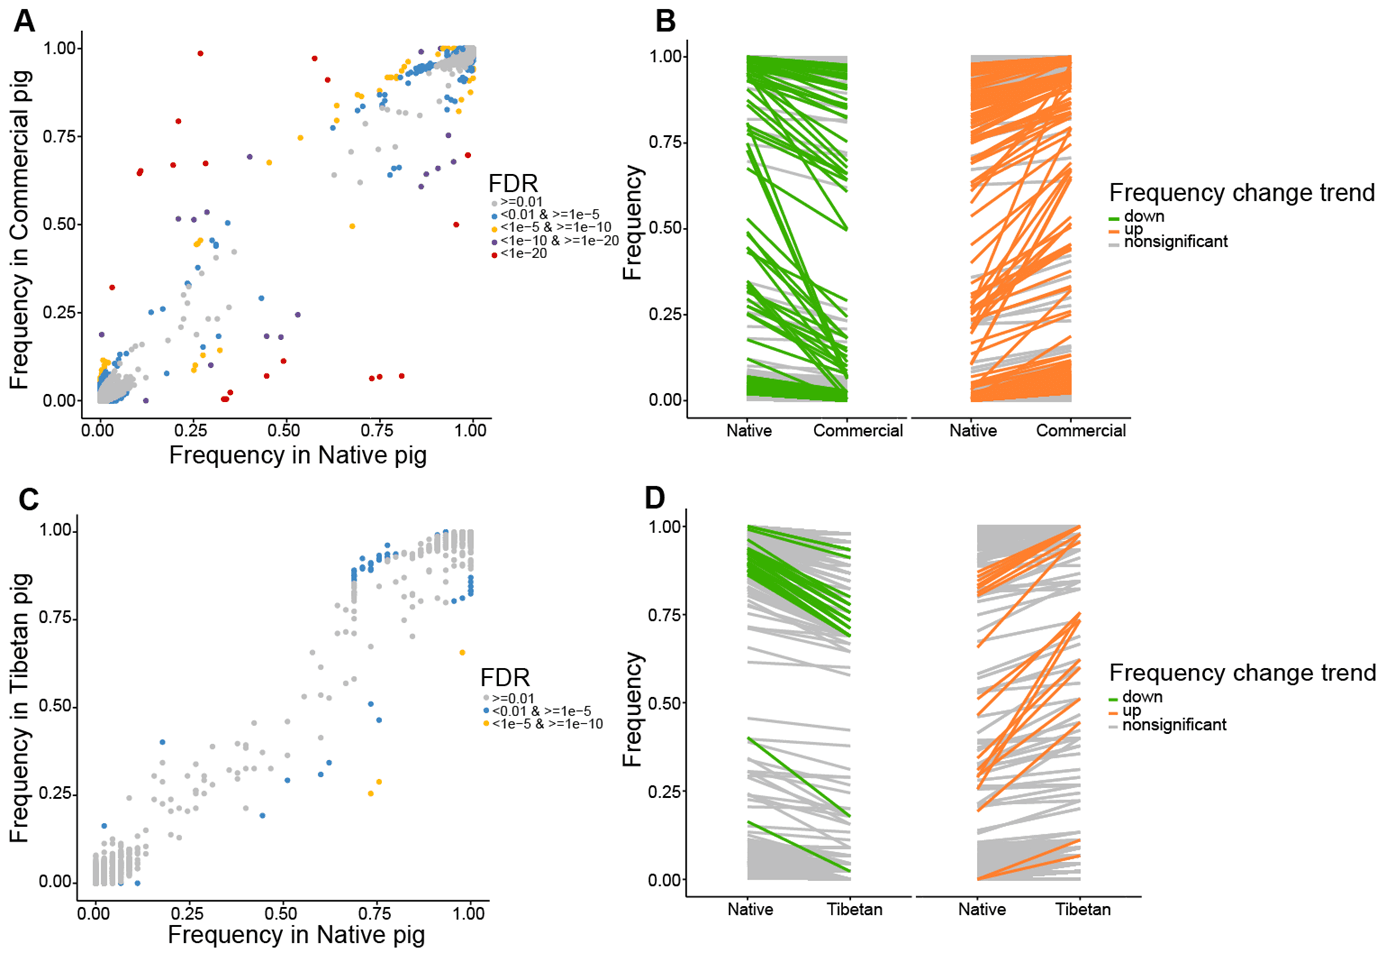 A
Frequency in Commercial pig
1.00
0.75
0.50
0.25
0.00
0.00 0.25 0.50 0.75 1.00
Frequency in Native pig
FDR
>=0.01
<0.01 & >=1e−5
<1e−5 & >=1e−10
<1e−10 & >=1e−20
<1e−20
B
Frequency
1.00
0.75
0.50
0.25
0.00
Native Commercial Native Commercial
Frequency change trend
down
up
nonsignificant
C
Frequency in Tibetan pig
1.00
0.75
0.50
0.25
0.00
0.00 0.25 0.50 0.75 1.00
Frequency in Native pig
FDR
>=0.01
<0.01 & >=1e−5
<1e−5 & >=1e−10
D
Frequency
1.00
0.75
0.50
0.25
0.00
Native Tibetan Native Tibetan
Frequency change trend
down
up
nonsignificant